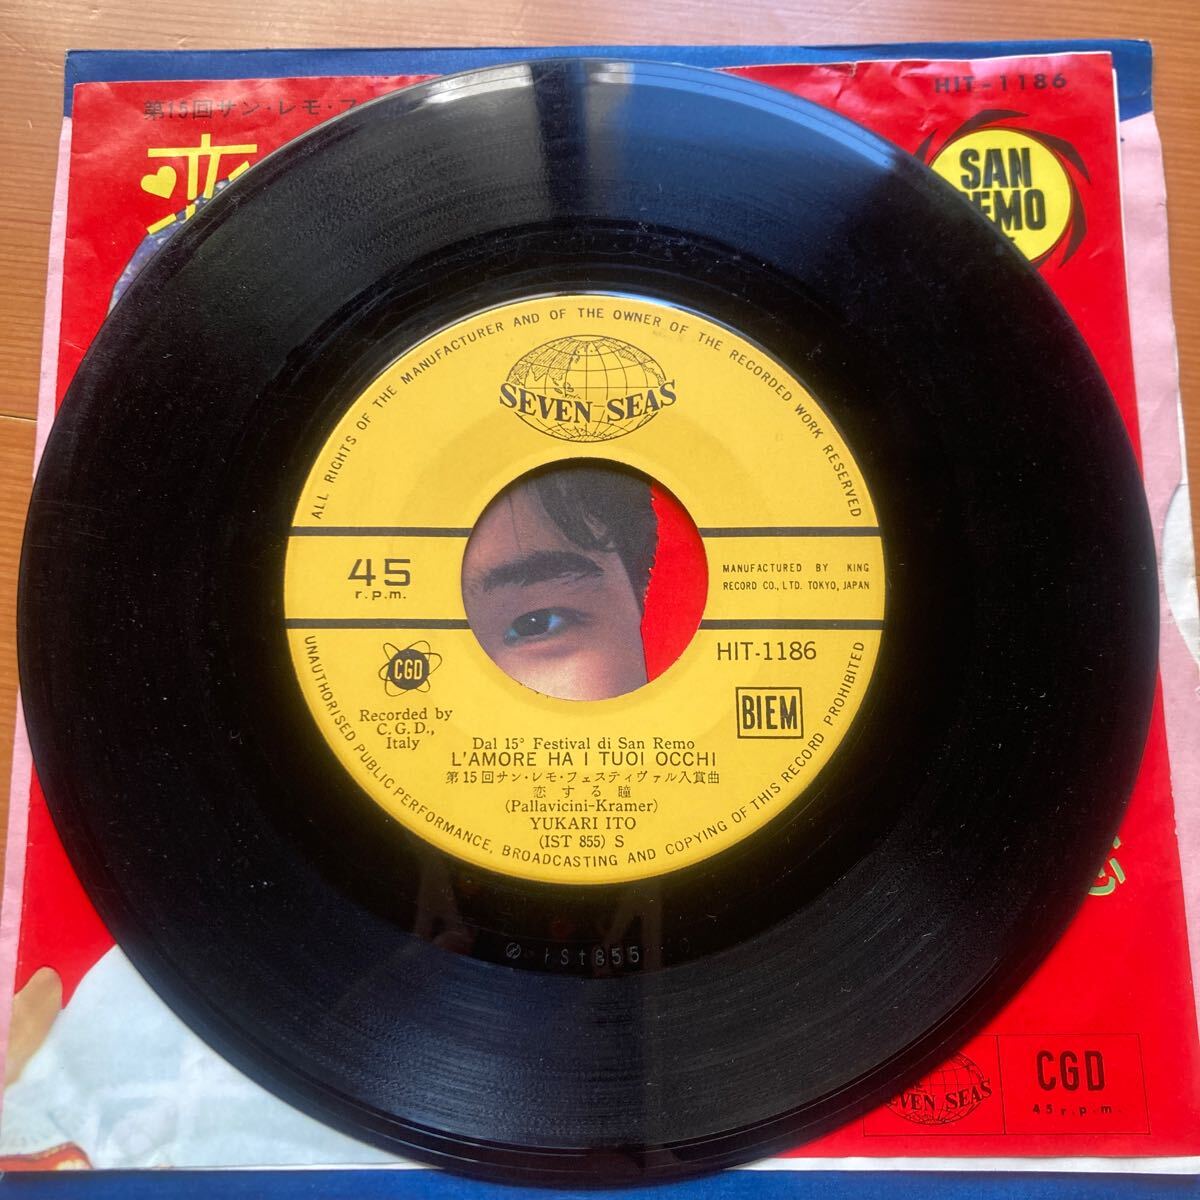 第15回サン・レモ・フ
HIT-1186
恋
SAN
REMO
ALL RIGHTS OF THE MANUFACTURER AND OF THE OWNER OF THE RECORDED WORK RESERVED
SEVEN SEAS
45
r.p.m.
MANUFACTURED BY KING
RECORD CO., LTD. TOKYO, JAPAN
HIT-1186
CGD
BIEM
Recorded by
C.G.D.,
Italy
Dal 15° Festival di San Remo
L'AMORE HA I TUOI OCCHI
第15回サン・レモ・フェスティヴァル入賞曲
恋する瞳
(Pallavicini-Kramer)
YUKARI ITO
(IST 855) S
UNAUTHORISED PUBLIC PERFORMANCE, BROADCASTING AND COPYING OF THIS RECORD PROHIBITED
ISt855
SEVEN SEAS
CGD
45 r.p.m.